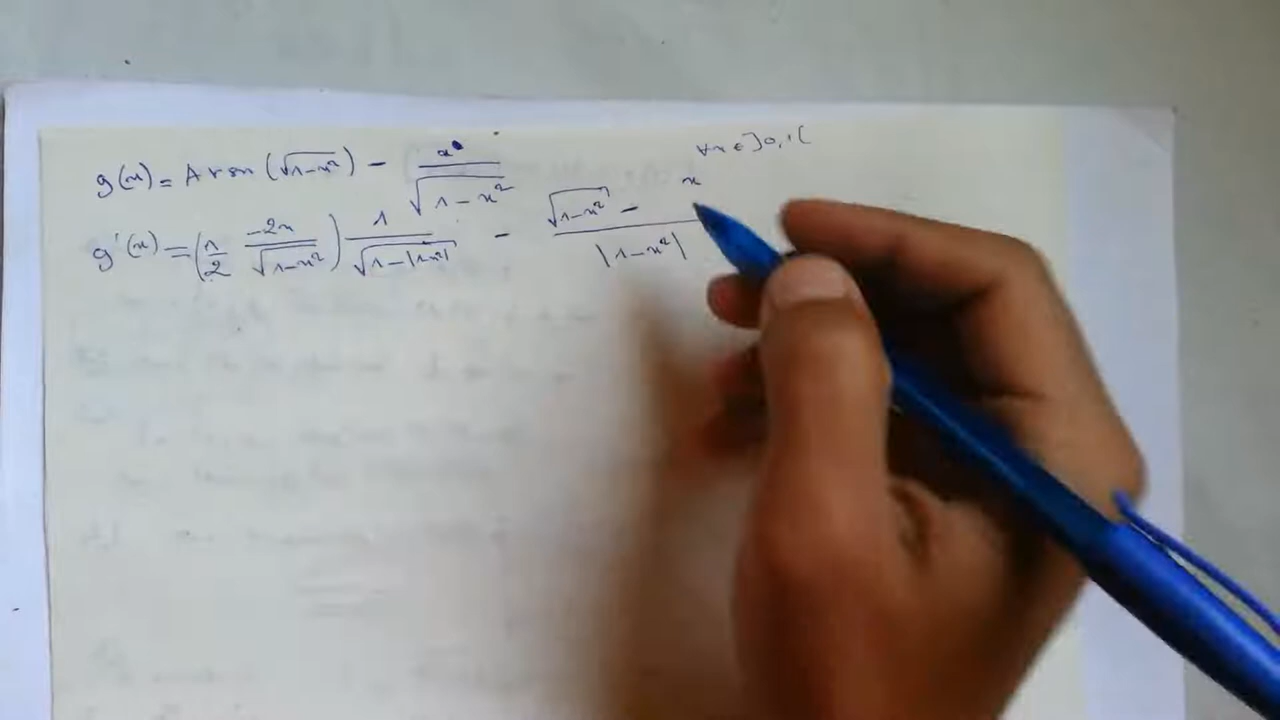 ∀x ∈ ]0,1[
g(x) = Arsn(√1-x²) - x / √1-x²
g'(x) = (1/2 -2x/√1-x²) 1/√1-|1-x²| - √1-x² - x / |1-x²|